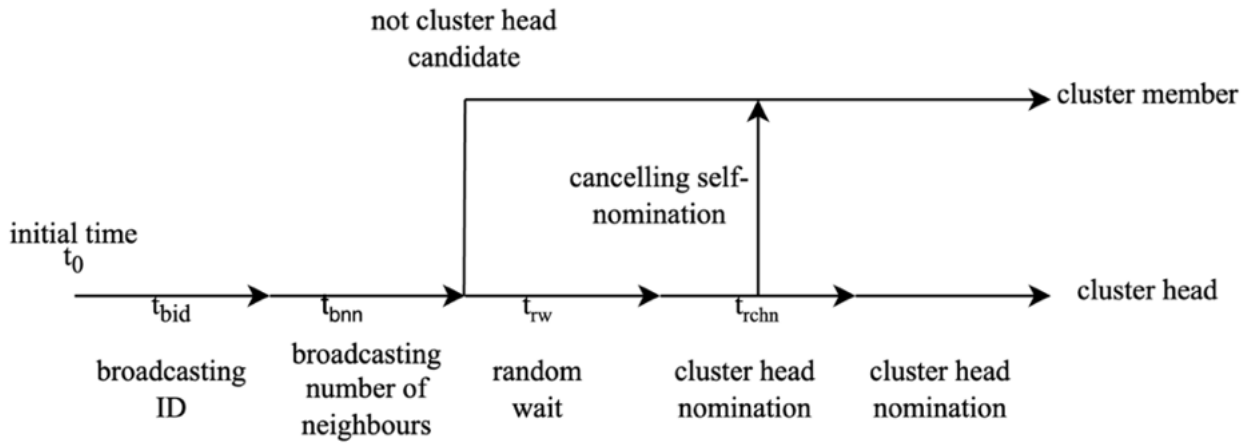 not cluster head
candidate
cluster member
cancelling self-
nomination
initial time
t0
cluster head
tbid
tbnn
trw
trchn
broadcasting
ID
broadcasting
number of
neighbours
random
wait
cluster head
nomination
cluster head
nomination